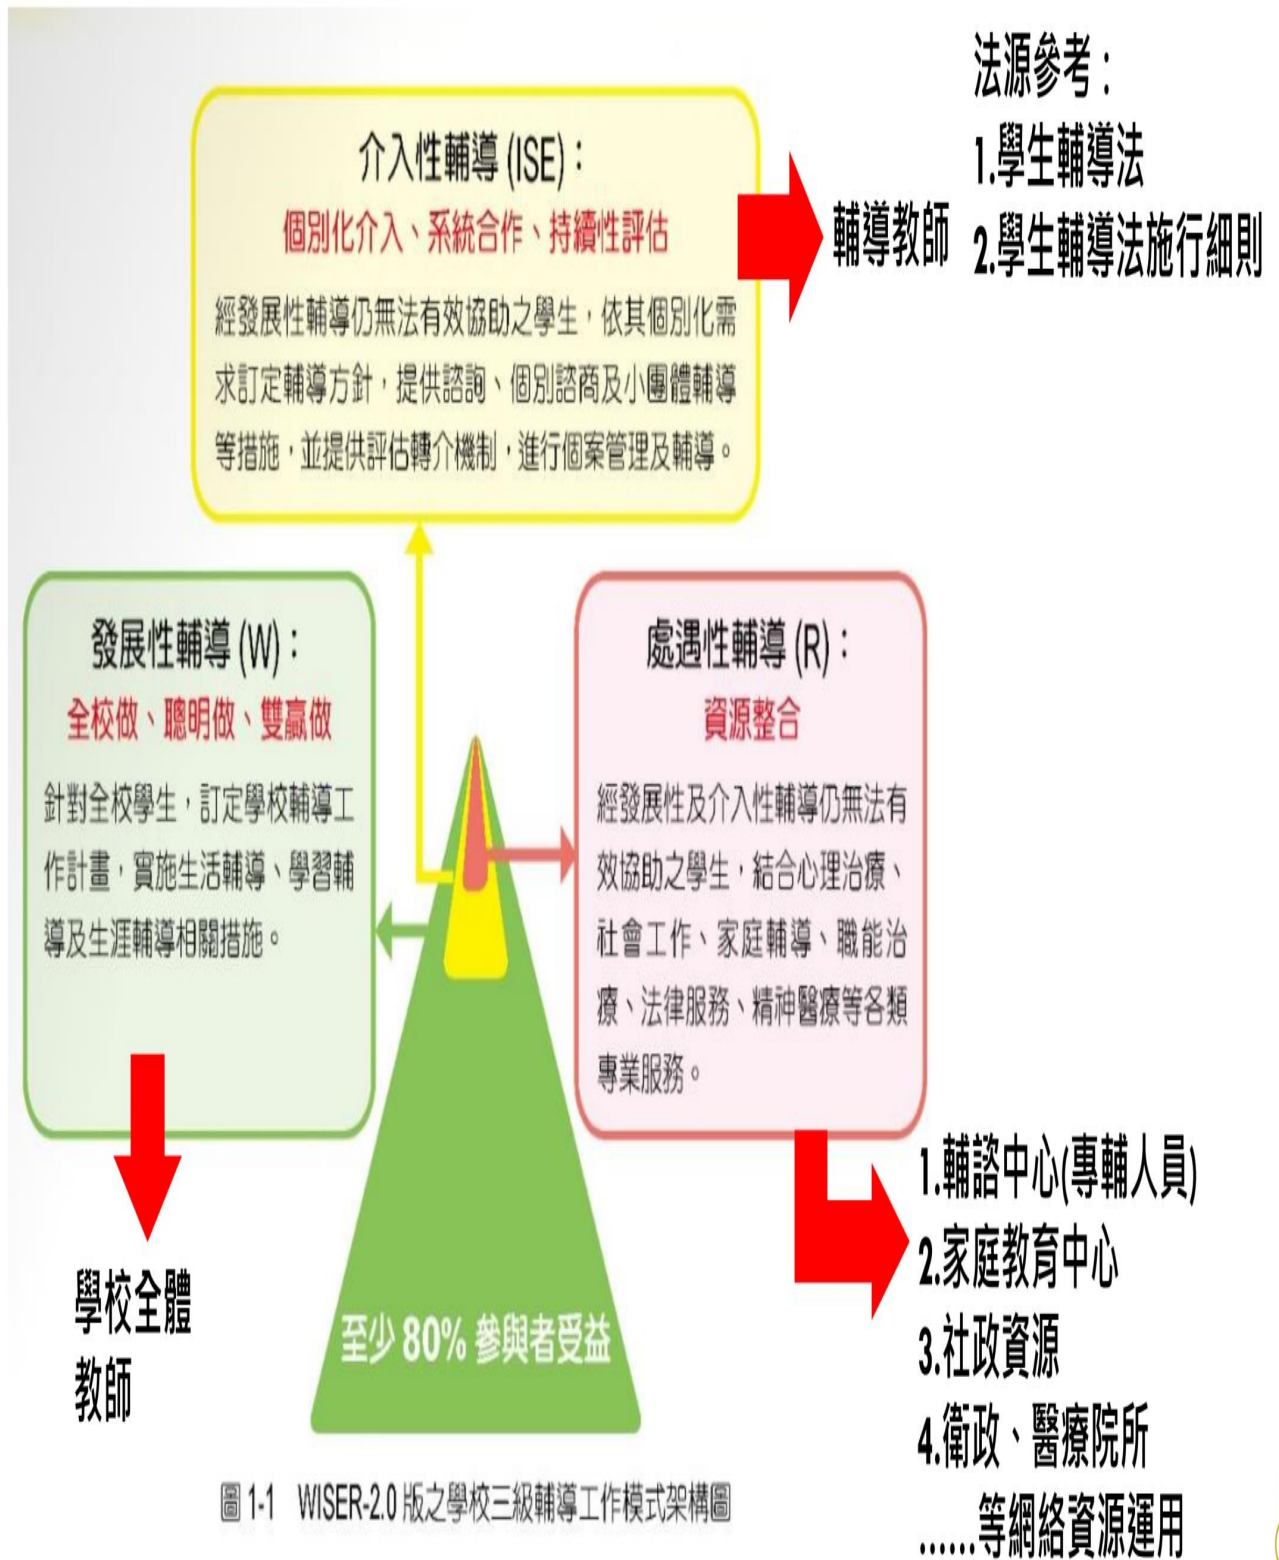 法源參考：
1.學生輔導法
2.學生輔導法施行細則
介入性輔導 (ISE)：
個別化介入、系統合作、持續性評估
經發展性輔導仍無法有效協助之學生，依其個別化需
求訂定輔導方針，提供諮詢、個別諮商及小團體輔導
等措施，並提供評估轉介機制，進行個案管理及輔導。
輔導教師
發展性輔導 (W)：
全校做、聰明做、雙贏做
針對全校學生，訂定學校輔導工
作計畫，實施生活輔導、學習輔
導及生涯輔導相關措施。
學校全體
教師
處遇性輔導 (R)：
資源整合
經發展性及介入性輔導仍無法有
效協助之學生，結合心理治療、
社會工作、家庭輔導、職能治
療、法律服務、精神醫療等各類
專業服務。
1.輔諮中心(專輔人員)
2.家庭教育中心
3.社政資源
4.衛政、醫療院所
......等網絡資源運用
至少 80% 參與者受益
圖 1-1 WISER-2.0 版之學校三級輔導工作模式架構圖